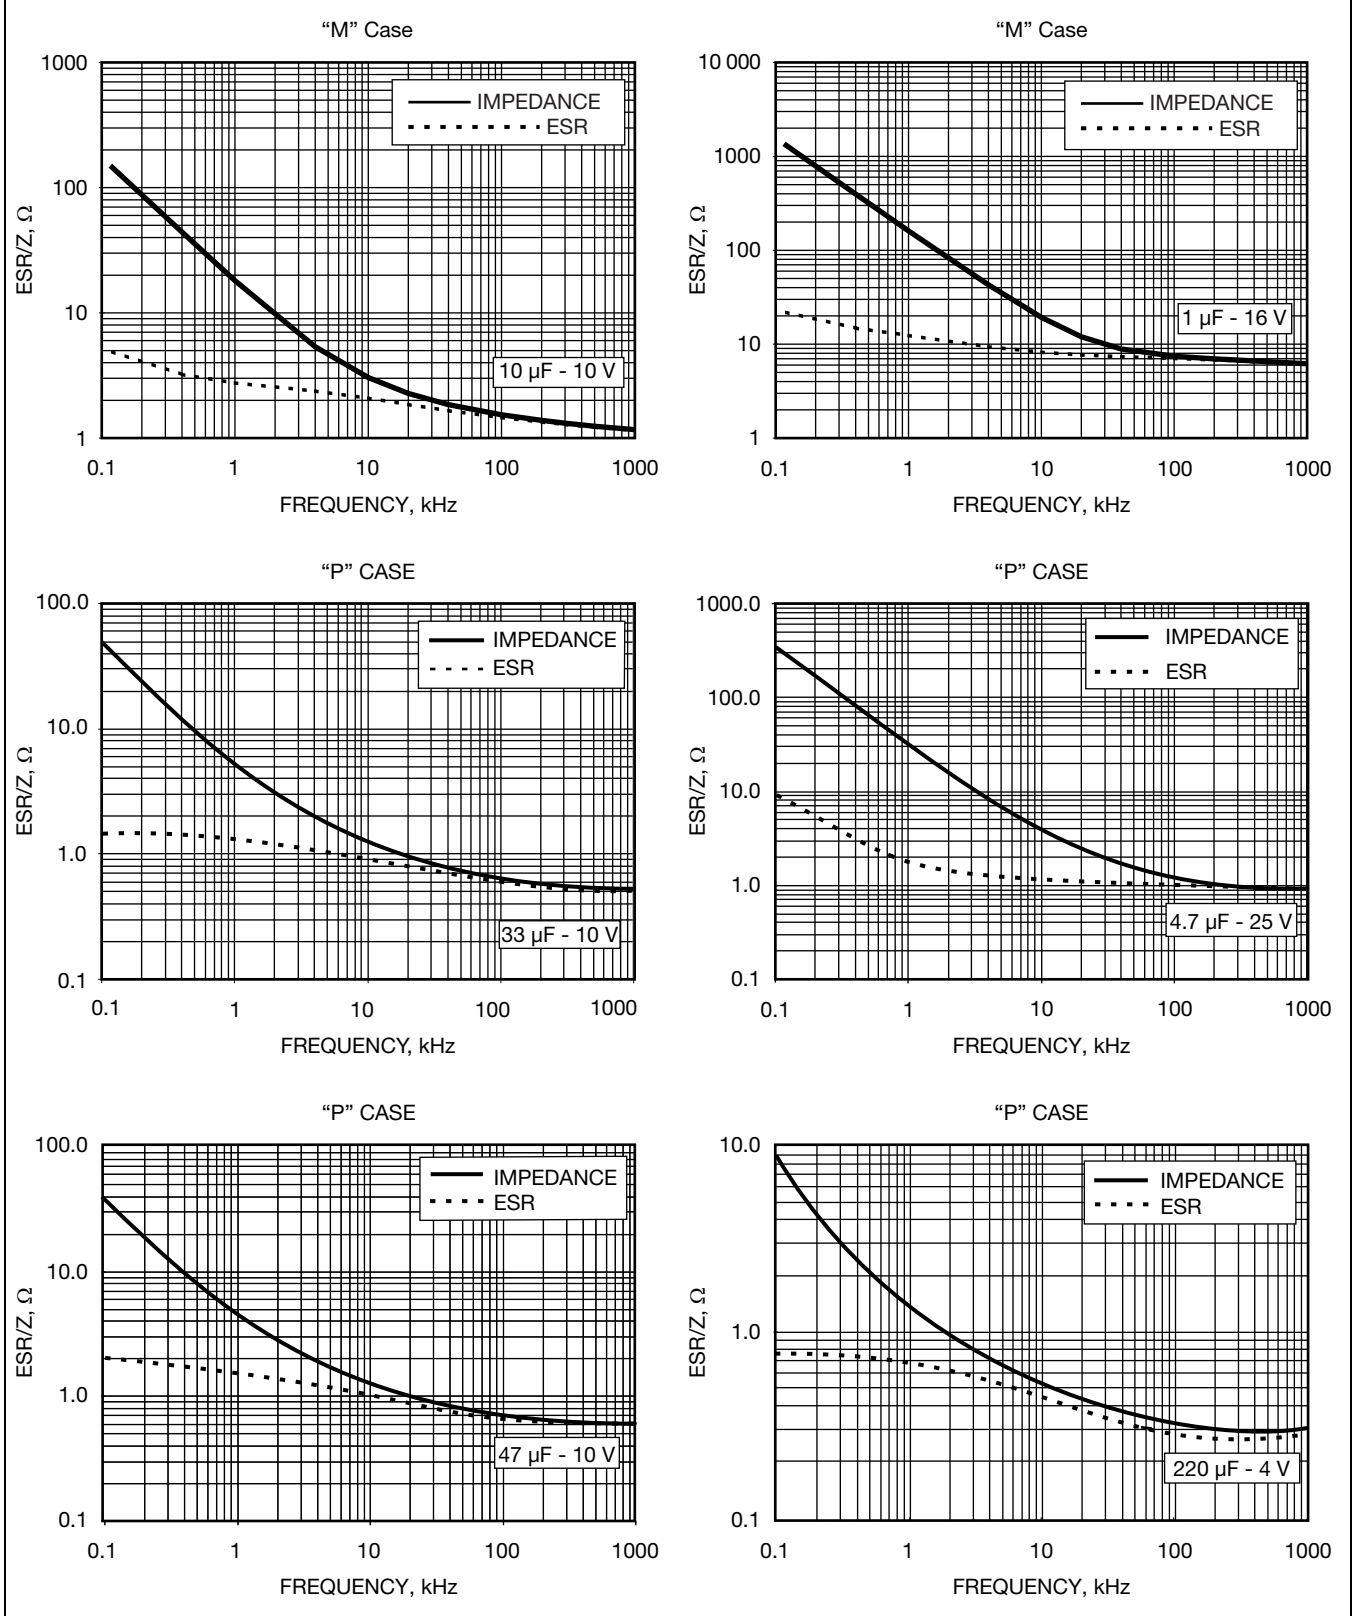 “M” Case
1000
100
10
1
ESR/Z, Ω
IMPEDANCE
ESR
10 µF - 10 V
0.1 1 10 100 1000
FREQUENCY, kHz
“M” Case
10 000
1000
100
10
1
ESR/Z, Ω
IMPEDANCE
ESR
1 µF - 16 V
0.1 1 10 100 1000
FREQUENCY, kHz
“P” CASE
100.0
10.0
1.0
0.1
ESR/Z, Ω
IMPEDANCE
ESR
33 µF - 10 V
0.1 1 10 100 1000
FREQUENCY, kHz
“P” CASE
1000.0
100.0
10.0
1.0
0.1
ESR/Z, Ω
IMPEDANCE
ESR
4.7 µF - 25 V
0.1 1 10 100 1000
FREQUENCY, kHz
“P” CASE
100.0
10.0
1.0
0.1
ESR/Z, Ω
IMPEDANCE
ESR
47 µF - 10 V
0.1 1 10 100 1000
FREQUENCY, kHz
“P” CASE
10.0
1.0
0.1
ESR/Z, Ω
IMPEDANCE
ESR
220 µF - 4 V
0.1 1 10 100 1000
FREQUENCY, kHz